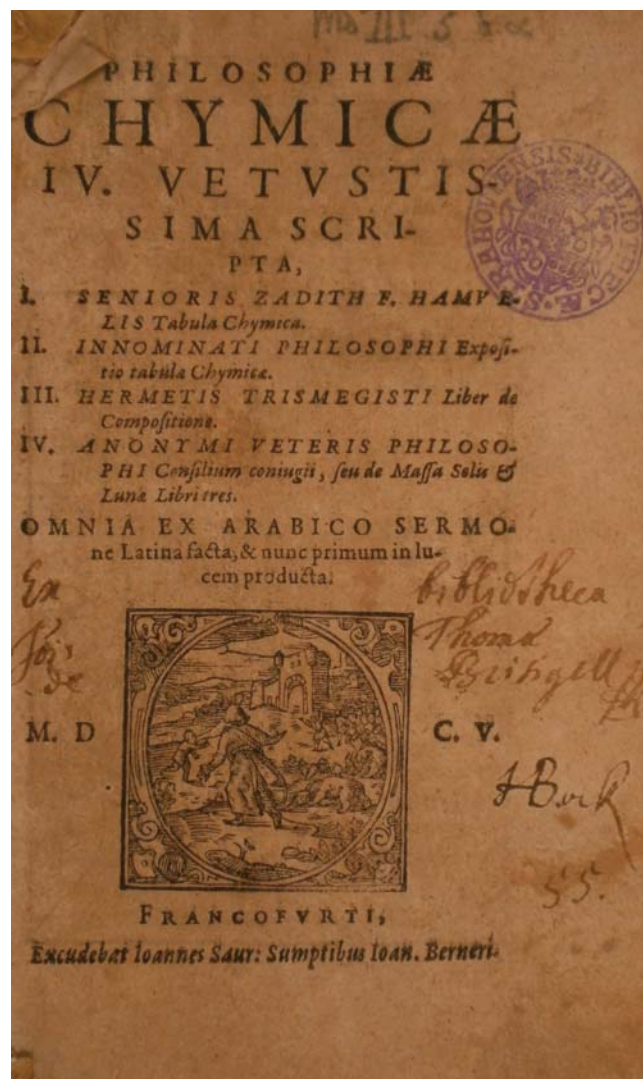 PHILOSOPHIÆ
CHYMICÆ
IV. VETVSTIS-
SIMA SCRI-
PTA,
I. SENIORIS ZADITH F. HAMVE-
LIS Tabula Chymica.
II. INNOMINATI PHILOSOPHI Expoſi-
tio tabulæ Chymicæ.
III. HERMETIS TRISMEGISTI Liber de
Compoſitione.
IV. ANONYMI VETERIS PHILOSO-
PHI Conſilium coniugii, ſeu de Maſſa Solis &
Lunæ Libri tres.
OMNIA EX ARABICO SERMO-
ne Latina facta, & nunc primum in lu-
cem producta.
Ex bibliotheca
Thomæ
M. D C. V.
55.
FRANCOFVRTI,
Excudebat Ioannes Saur: Sumptibus Ioan. Berneri.